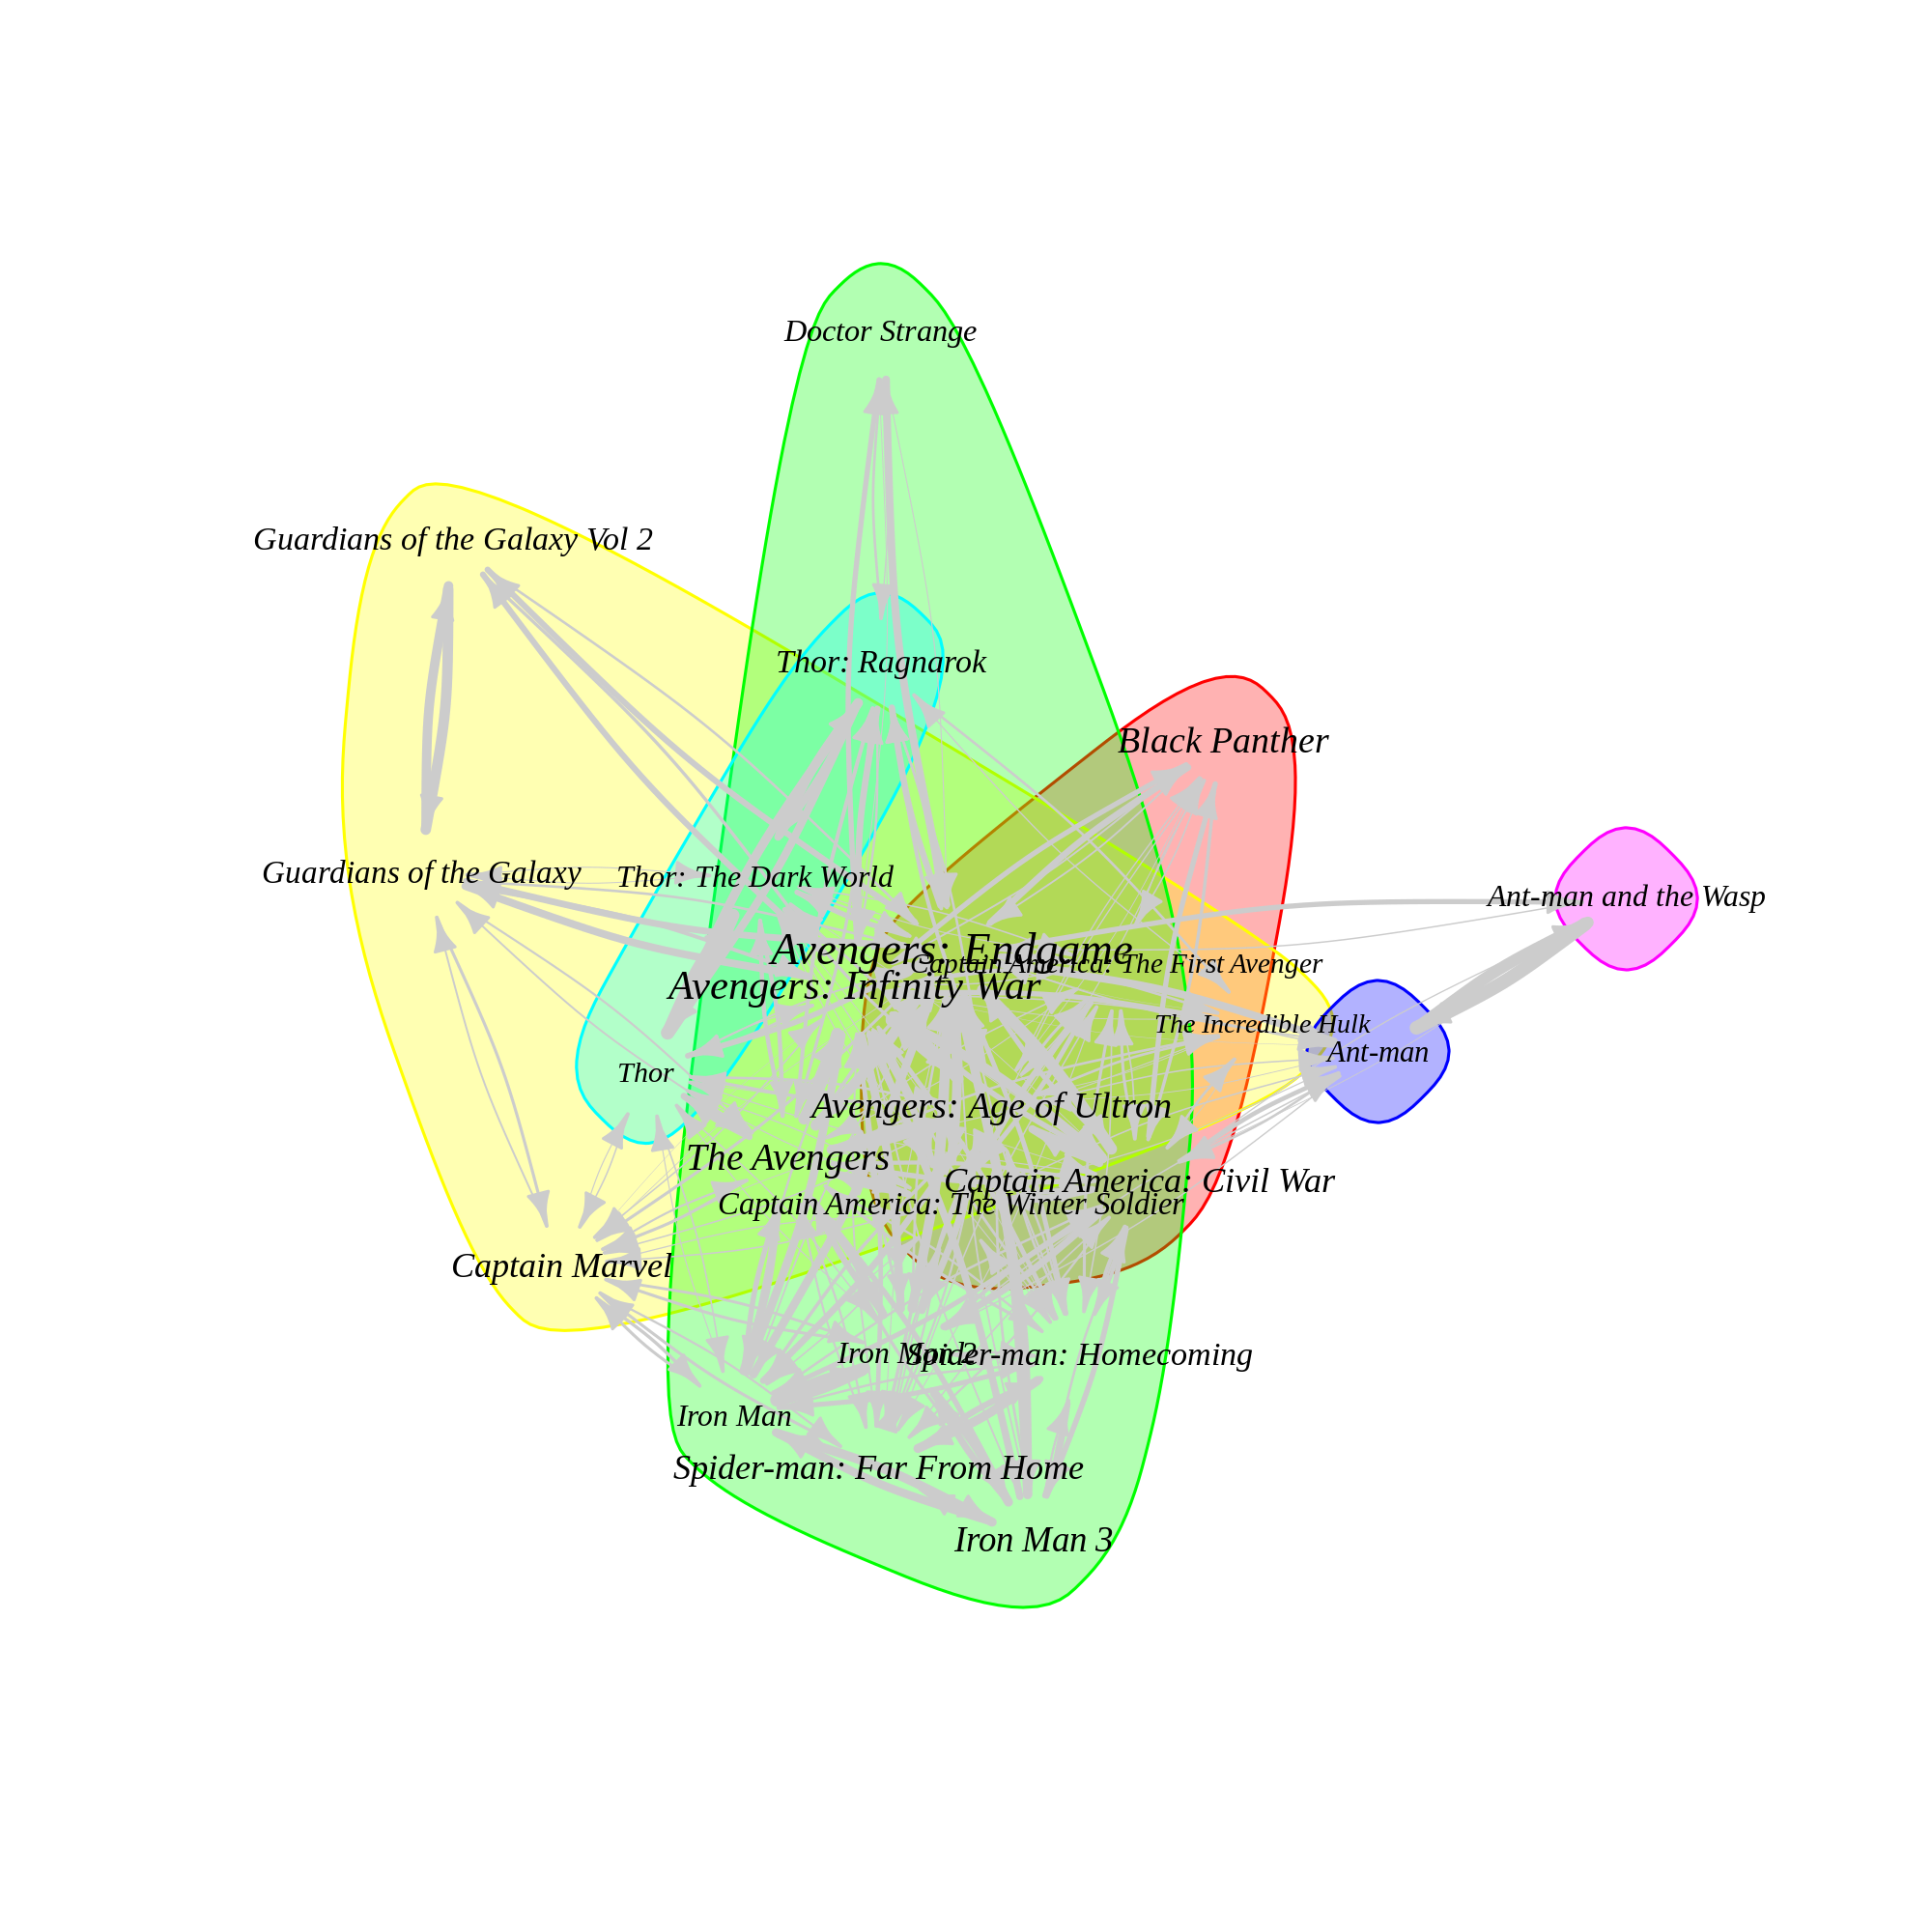 Doctor Strange
Guardians of the Galaxy Vol 2
Thor: Ragnarok
Black Panther
Guardians of the Galaxy
Thor: The Dark World
Ant-man and the Wasp
Avengers: Endgame
Captain America: The First Avenger
Avengers: Infinity War
The Incredible Hulk
Ant-man
Thor
Avengers: Age of Ultron
The Avengers
Captain America: Civil War
Captain America: The Winter Soldier
Captain Marvel
Iron Man 2
Spider-man: Homecoming
Iron Man
Spider-man: Far From Home
Iron Man 3